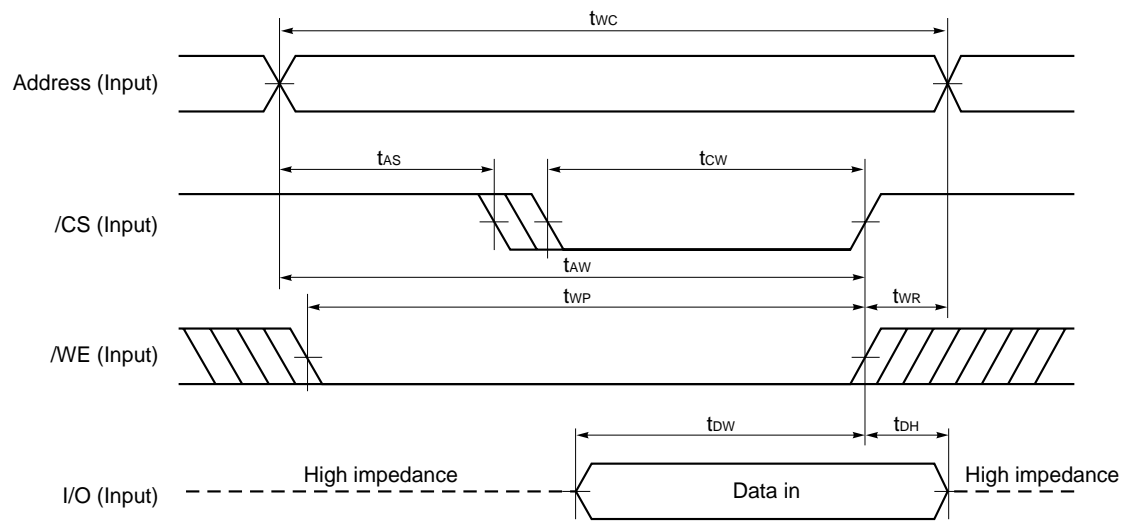 tWC
Address (Input)
tAS
tCW
/CS (Input)
tAW
tWP
tWR
/WE (Input)
tDW
tDH
High impedance
Data in
High impedance
I/O (Input)